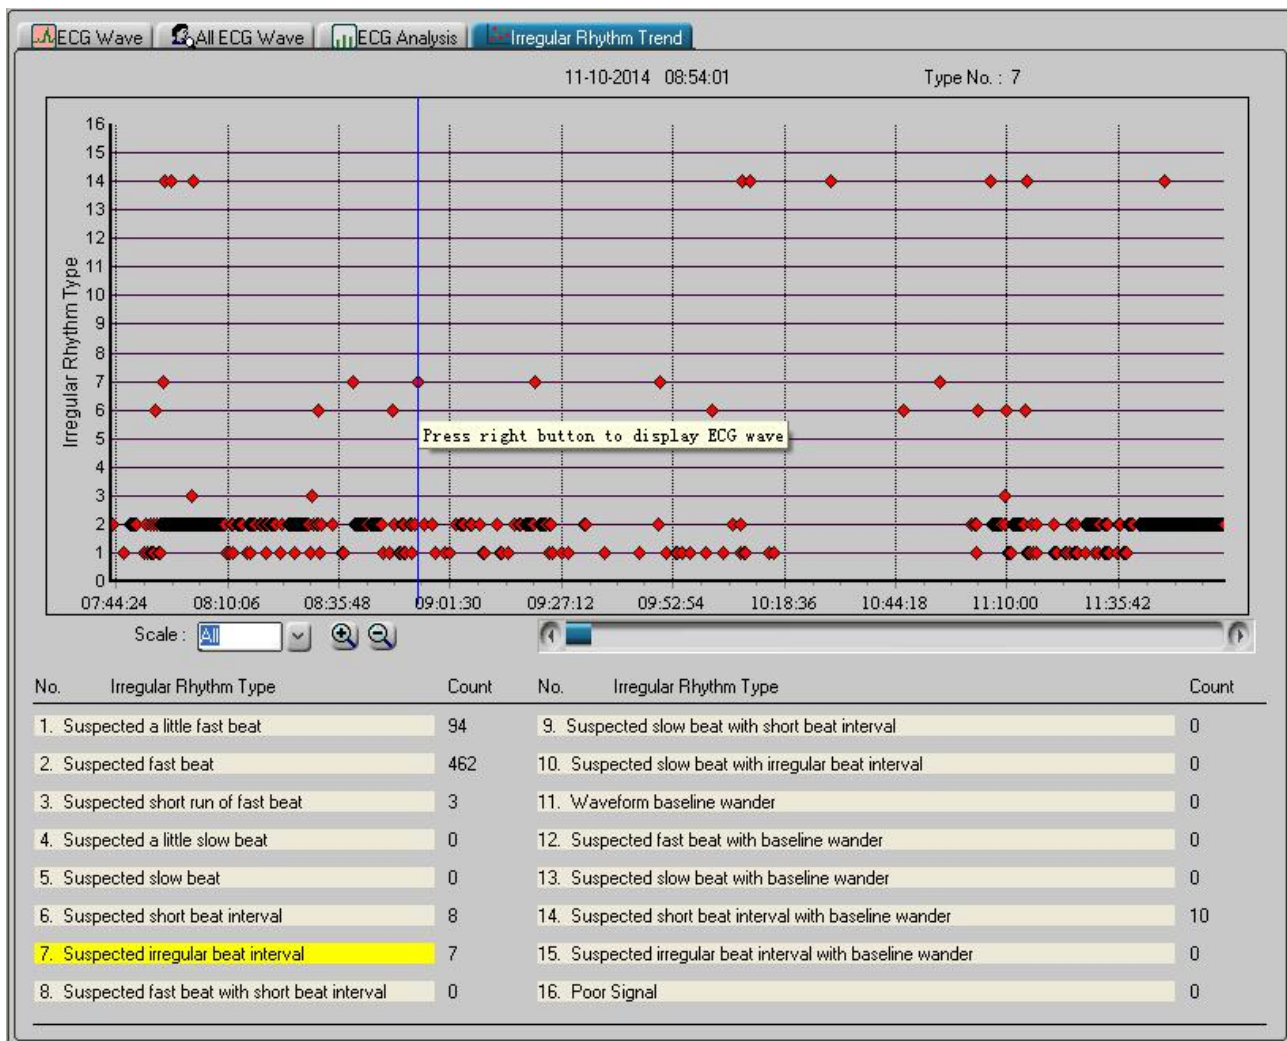 ECG Wave All ECG Wave ECG Analysis Irregular Rhythm Trend
11-10-2014 08:54:01 Type No. : 7
Irregular Rhythm Type
16
15
14
13
12
11
10
9
8
7
6
5
4
3
2
1
0
Press right button to display ECG wave
07:44:24 08:10:06 08:35:48 09:01:30 09:27:12 09:52:54 10:18:36 10:44:18 11:10:00 11:35:42
Scale : All
No. Irregular Rhythm Type Count No. Irregular Rhythm Type Count
1. Suspected a little fast beat 94 9. Suspected slow beat with short beat interval 0
2. Suspected fast beat 462 10. Suspected slow beat with irregular beat interval 0
3. Suspected short run of fast beat 3 11. Waveform baseline wander 0
4. Suspected a little slow beat 0 12. Suspected fast beat with baseline wander 0
5. Suspected slow beat 0 13. Suspected slow beat with baseline wander 0
6. Suspected short beat interval 8 14. Suspected short beat interval with baseline wander 10
7. Suspected irregular beat interval 7 15. Suspected irregular beat interval with baseline wander 0
8. Suspected fast beat with short beat interval 0 16. Poor Signal 0